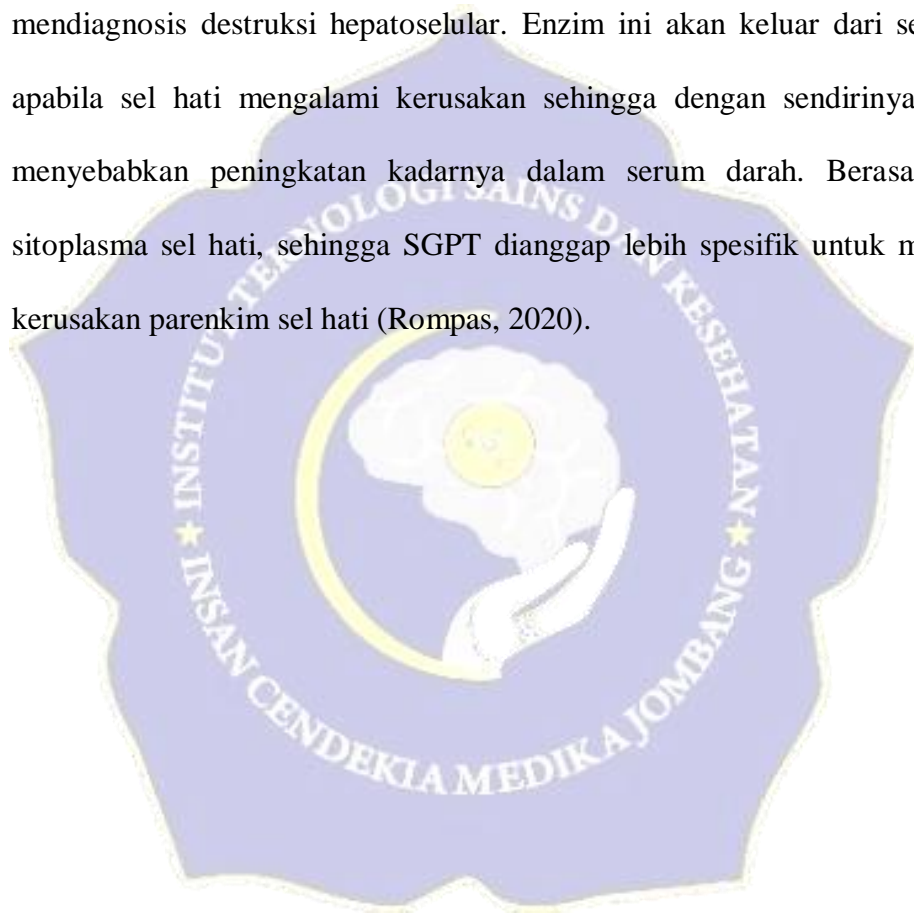 mendiagnosis destruksi hepatoselular. Enzim ini akan keluar dari se
apabila sel hati mengalami kerusakan sehingga dengan sendirinya
menyebabkan peningkatan kadarnya dalam serum darah. Berasa
sitoplasma sel hati, sehingga SGPT dianggap lebih spesifik untuk m
kerusakan parenkim sel hati (Rompas, 2020).
INSTITUT TEKNOLOGI SAINS DAN KESEHATAN
INSAN CENDEKIA MEDIKA JOMBANG